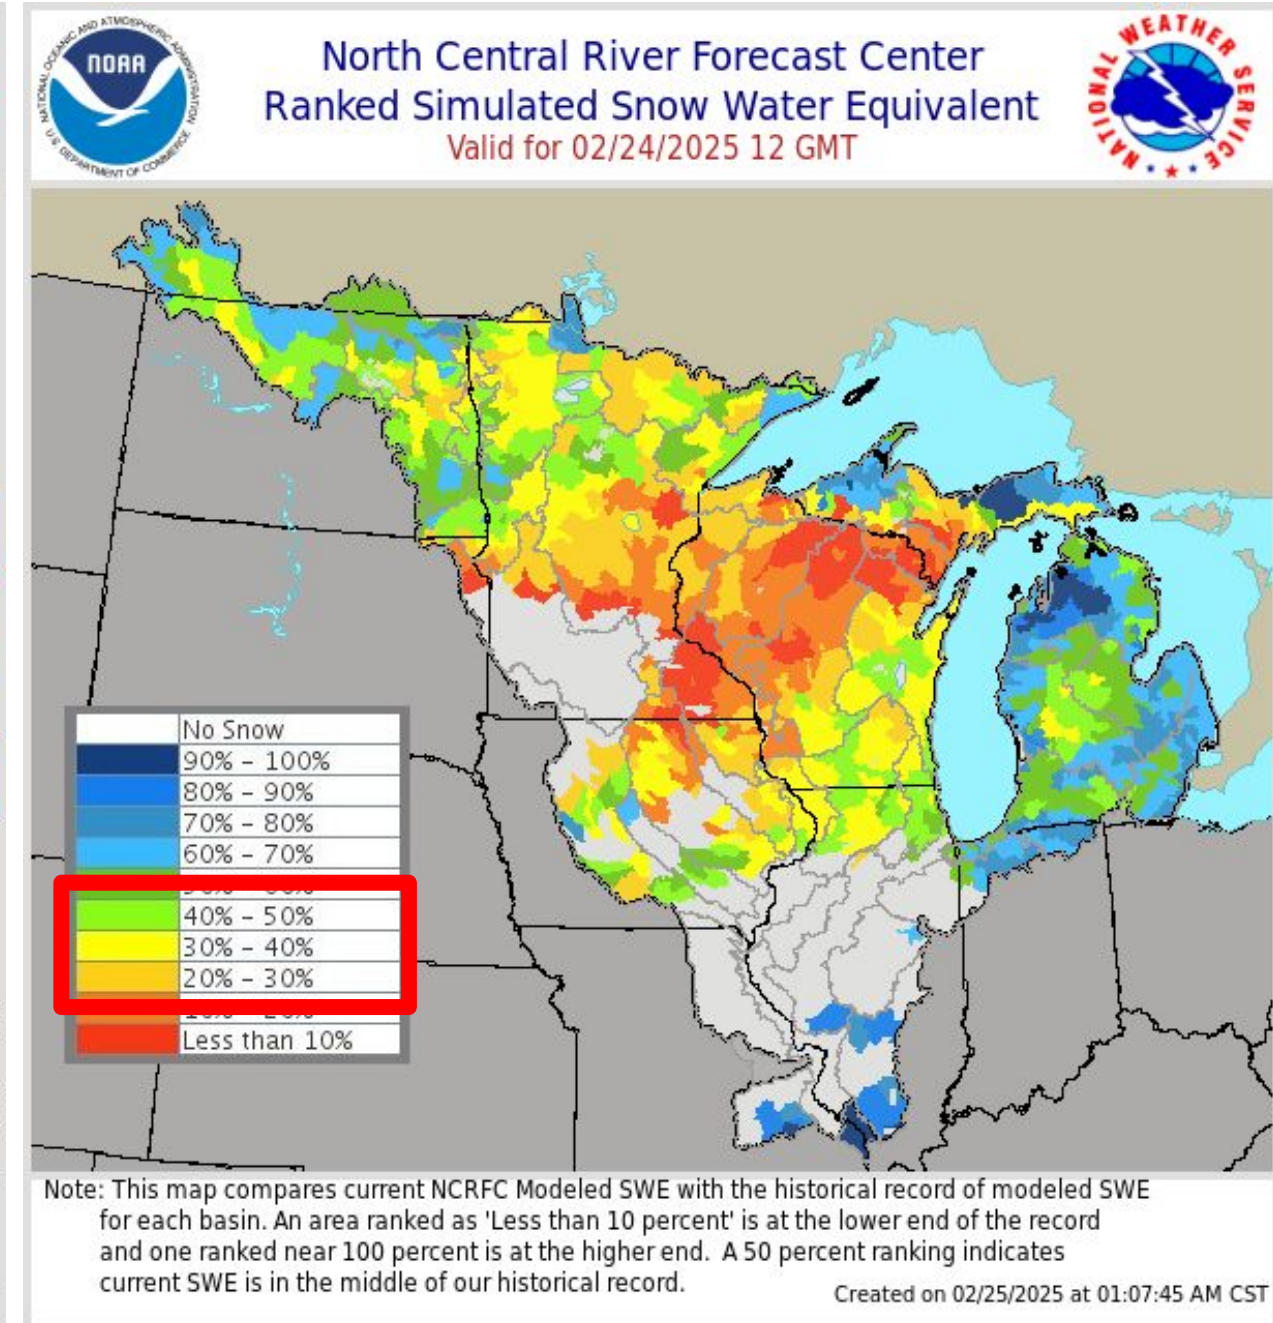 NATIONAL OCEANIC AND ATMOSPHERIC ADMINISTRATION
U.S. DEPARTMENT OF COMMERCE
NOAA
North Central River Forecast Center
Ranked Simulated Snow Water Equivalent
Valid for 02/24/2025 12 GMT
NATIONAL WEATHER SERVICE
No Snow
90% - 100%
80% - 90%
70% - 80%
60% - 70%
40% - 50%
30% - 40%
20% - 30%
Less than 10%
Note: This map compares current NCRFC Modeled SWE with the historical record of modeled SWE
for each basin. An area ranked as 'Less than 10 percent' is at the lower end of the record
and one ranked near 100 percent is at the higher end. A 50 percent ranking indicates
current SWE is in the middle of our historical record.
Created on 02/25/2025 at 01:07:45 AM CST